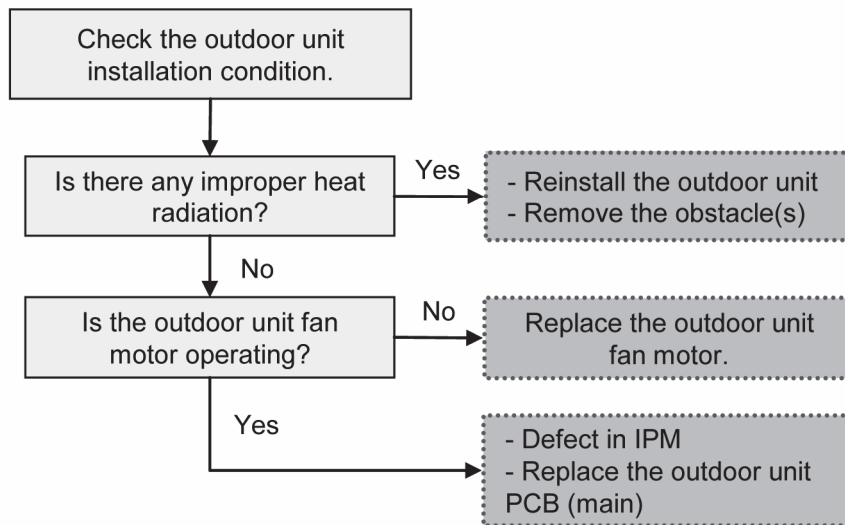 Check the outdoor unit
installation condition.
Is there any improper heat
radiation?
Yes
- Reinstall the outdoor unit
- Remove the obstacle(s)
No
Is the outdoor unit fan
motor operating?
No
Replace the outdoor unit
fan motor.
Yes
- Defect in IPM
- Replace the outdoor unit
PCB (main)